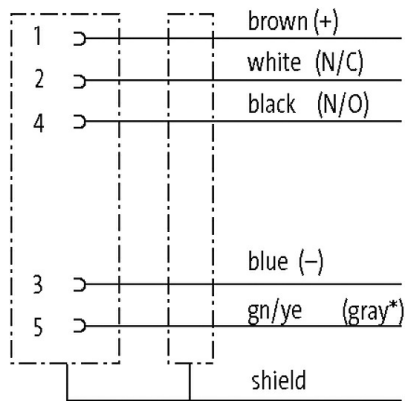 1 brown (+)
2 white (N/C)
4 black (N/O)
3 blue (–)
5 gn/ye (gray*)
shield